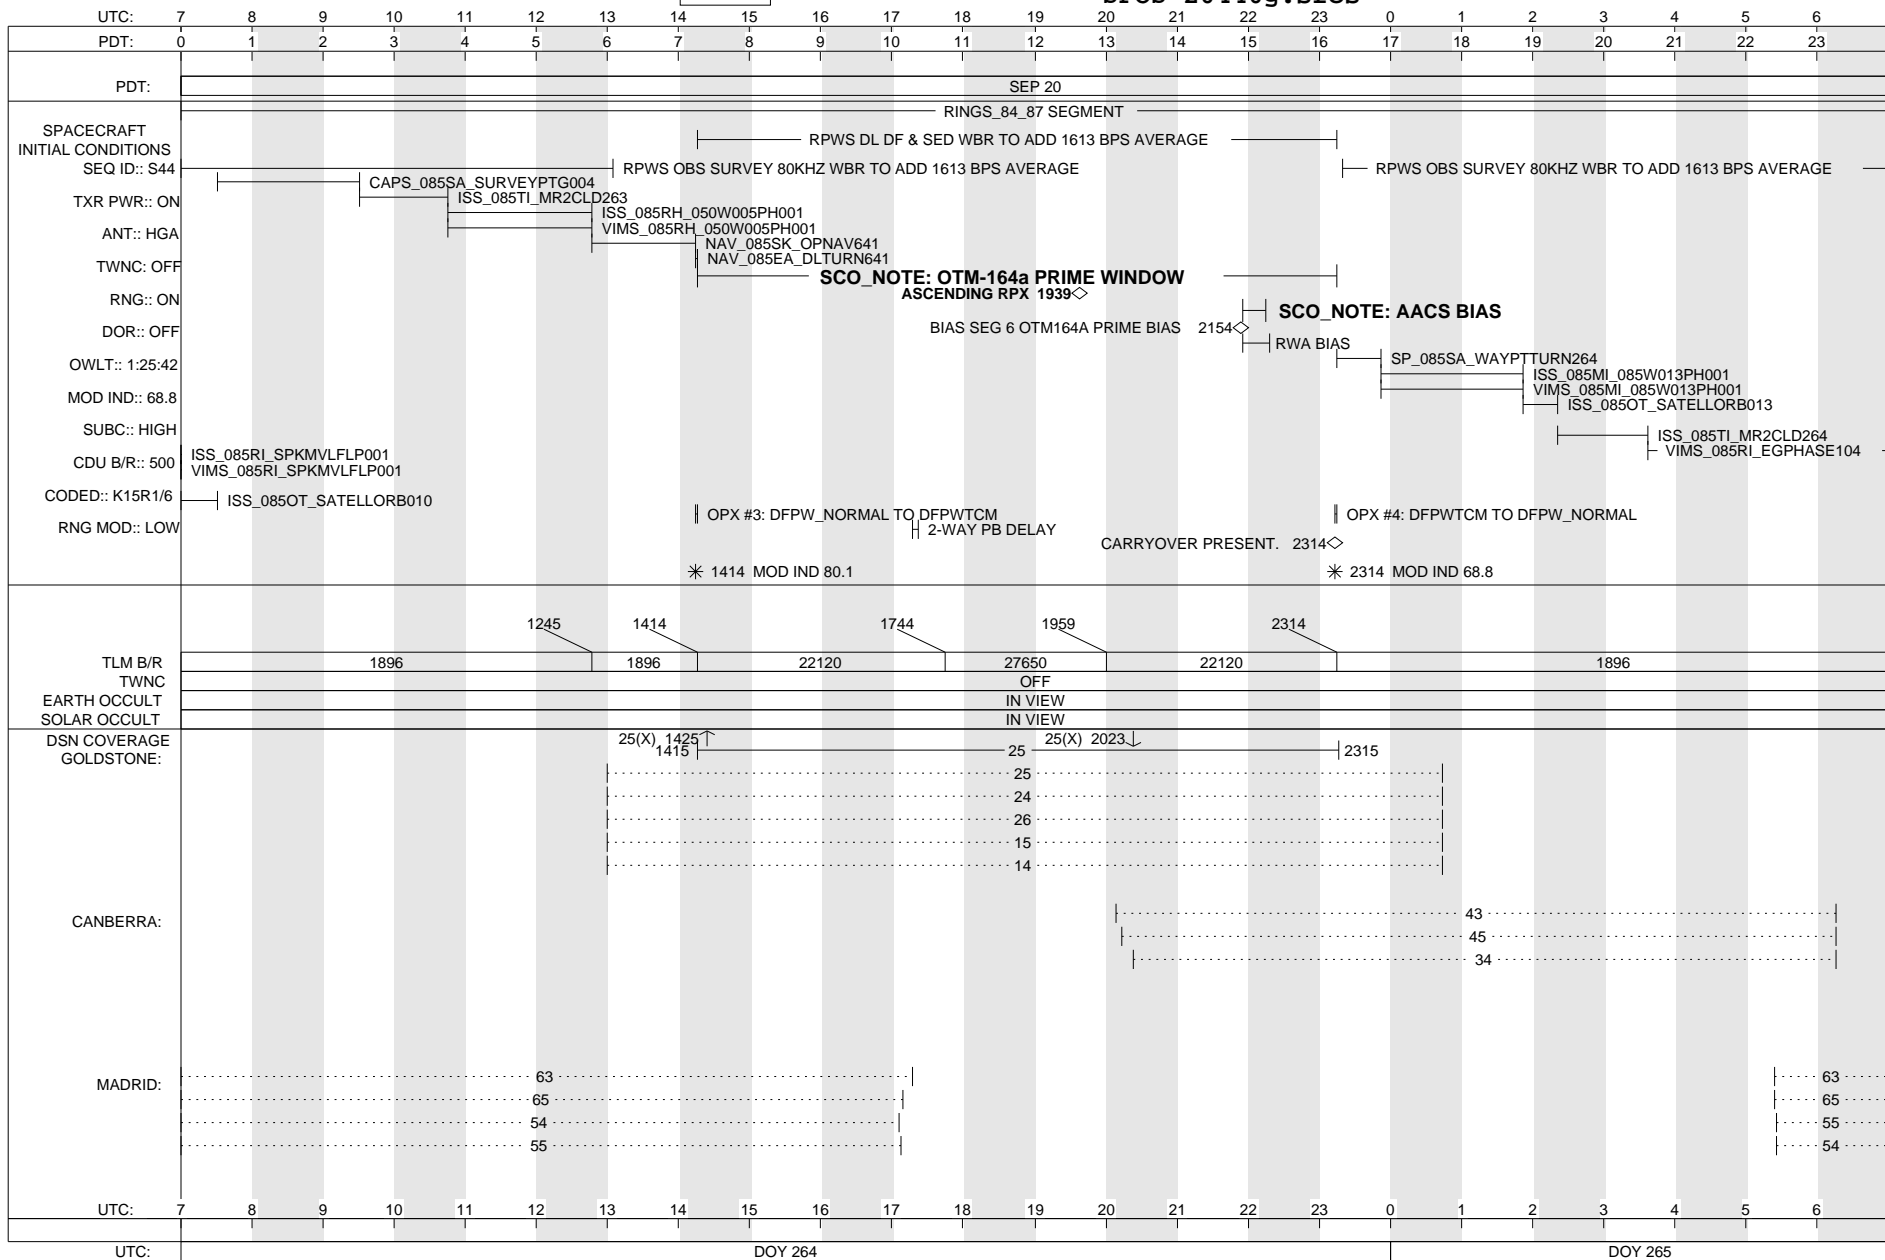 UTC: 7 8 9 10 11 12 13 14 15 16 17 18 19 20 21 22 23 0 1 2 3 4 5 6
PDT: 0 1 2 3 4 5 6 7 8 9 10 11 12 13 14 15 16 17 18 19 20 21 22 23
PDT: SEP 20
RINGS_84_87 SEGMENT
SPACECRAFT
INITIAL CONDITIONS
RPWS DL DF & SED WBR TO ADD 1613 BPS AVERAGE
SEQ ID:: S44
RPWS OBS SURVEY 80KHZ WBR TO ADD 1613 BPS AVERAGE
RPWS OBS SURVEY 80KHZ WBR TO ADD 1613 BPS AVERAGE
CAPS_085SA_SURVEYPTG004
TXR PWR:: ON
ISS_085TI_MR2CLD263
ISS_085RH_050W005PH001
VIMS_085RH_050W005PH001
ANT:: HGA
NAV_085SK_OPNAV641
NAV_085EA_DLTURN641
TWNC: OFF
SCO_NOTE: OTM-164a PRIME WINDOW
ASCENDING RPX 1939
RNG:: ON
SCO_NOTE: AACS BIAS
BIAS SEG 6 OTM164A PRIME BIAS 2154
DOR:: OFF
RWA BIAS
SP_085SA_WAYPTTURN264
OWLT:: 1:25:42
ISS_085MI_085W013PH001
VIMS_085MI_085W013PH001
MOD IND:: 68.8
ISS_085OT_SATELLORB013
SUBC:: HIGH
ISS_085TI_MR2CLD264
ISS_085RI_SPKMVLFLP001
VIMS_085RI_EGPHASE104
CDU B/R:: 500
VIMS_085RI_SPKMVLFLP001
CODED:: K15R1/6
ISS_085OT_SATELLORB010
OPX #3: DFPW_NORMAL TO DFPWTCM
OPX #4: DFPWTCM TO DFPW_NORMAL
RNG MOD:: LOW
2-WAY PB DELAY
CARRYOVER PRESENT. 2314
1414 MOD IND 80.1
2314 MOD IND 68.8
1245 1414 1744 1959 2314
TLM B/R 1896 1896 22120 27650 22120 1896
TWNC OFF
EARTH OCCULT IN VIEW
SOLAR OCCULT IN VIEW
DSN COVERAGE
25(X) 1425 25(X) 2023
GOLDSTONE: 1415 25 2315
25
24
26
15
14
CANBERRA: 43
45
34
MADRID: 63 63
65 65
54 55
55 54
UTC: 7 8 9 10 11 12 13 14 15 16 17 18 19 20 21 22 23 0 1 2 3 4 5 6
UTC: DOY 264 DOY 265